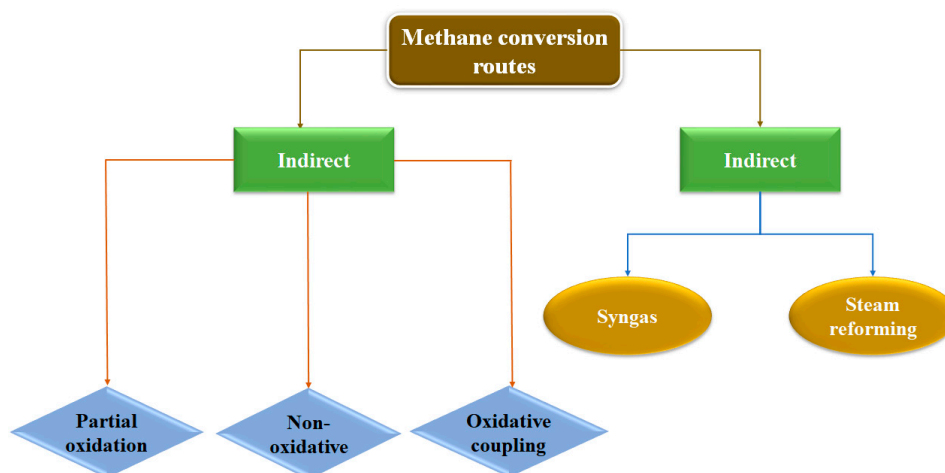 Methane conversion
routes
Indirect
Indirect
Syngas
Steam
reforming
Partial
oxidation
Non-
oxidative
Oxidative
coupling